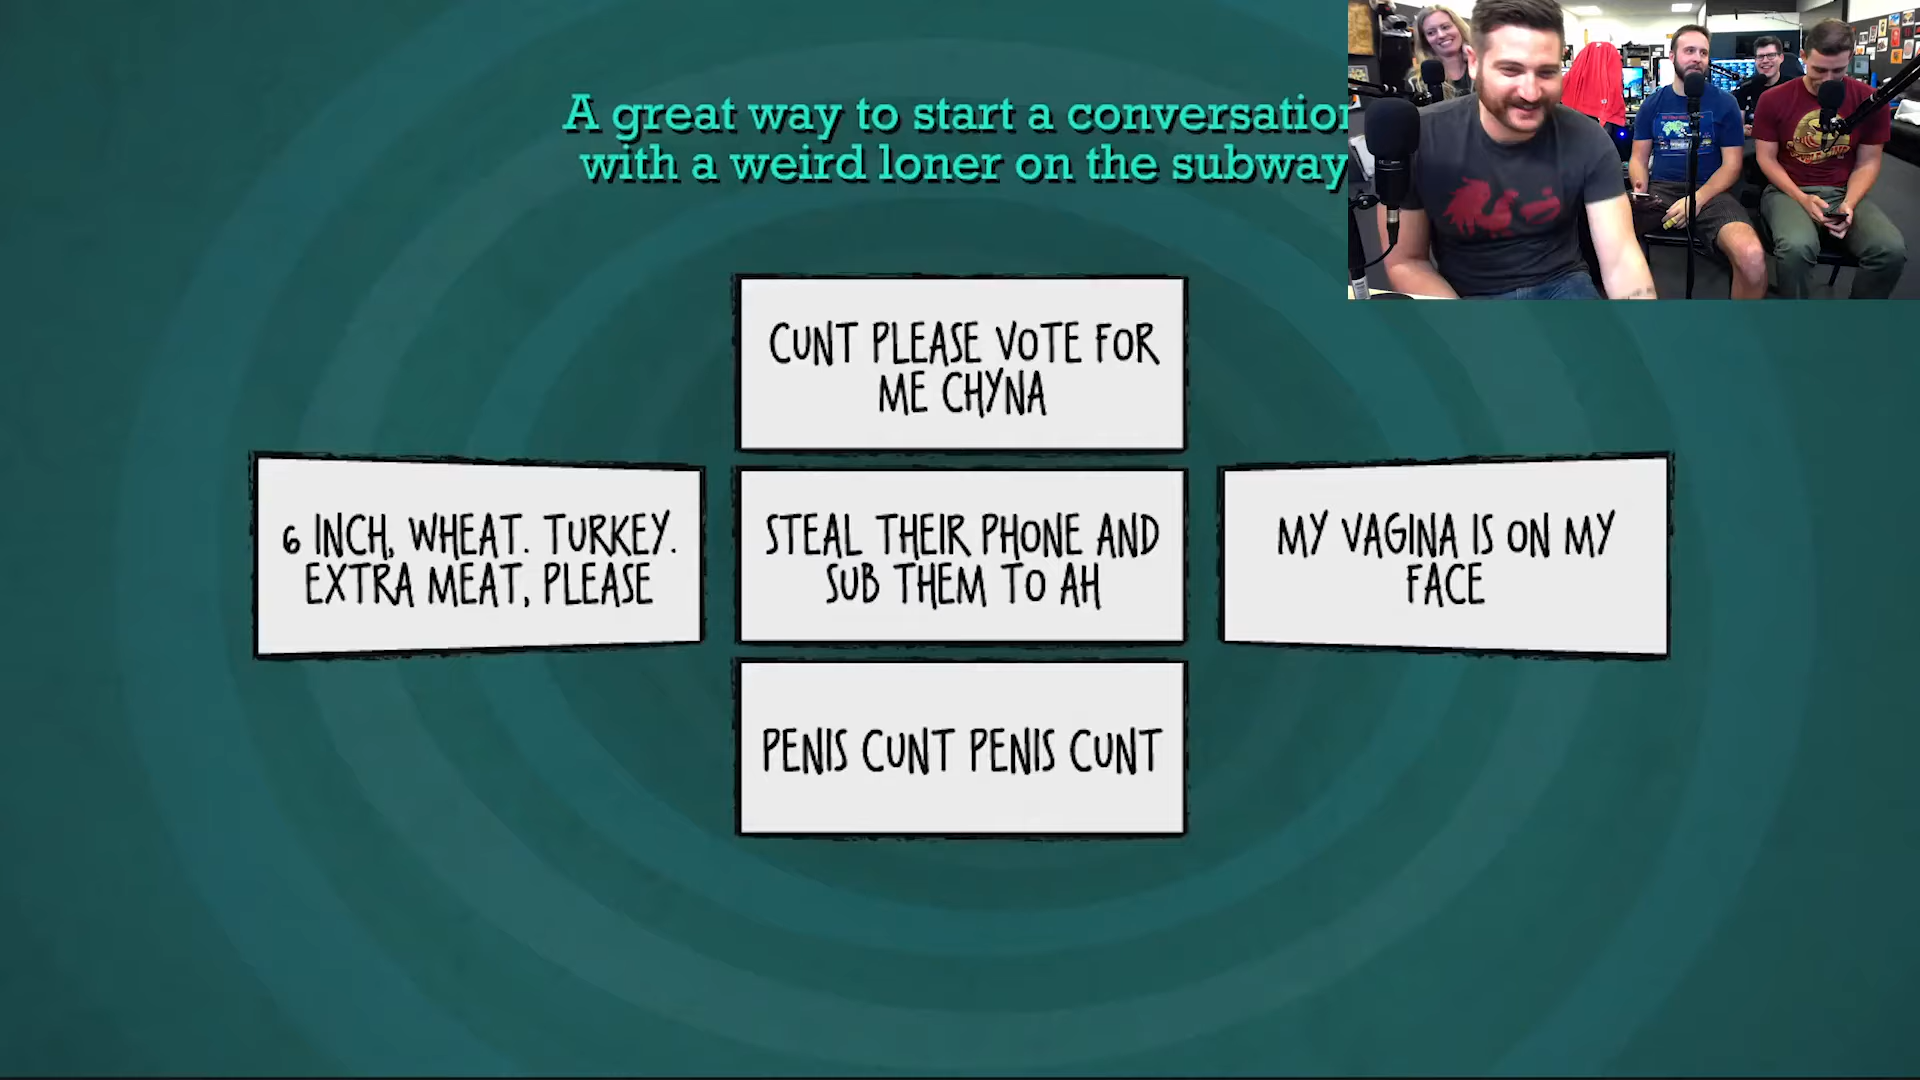 A great way to start a conversation
with a weird loner on the subway
CUNT PLEASE VOTE FOR
ME CHYNA
6 INCH, WHEAT. TURKEY.
EXTRA MEAT, PLEASE
STEAL THEIR PHONE AND
SUB THEM TO AH
MY VAGINA IS ON MY
FACE
PENIS CUNT PENIS CUNT